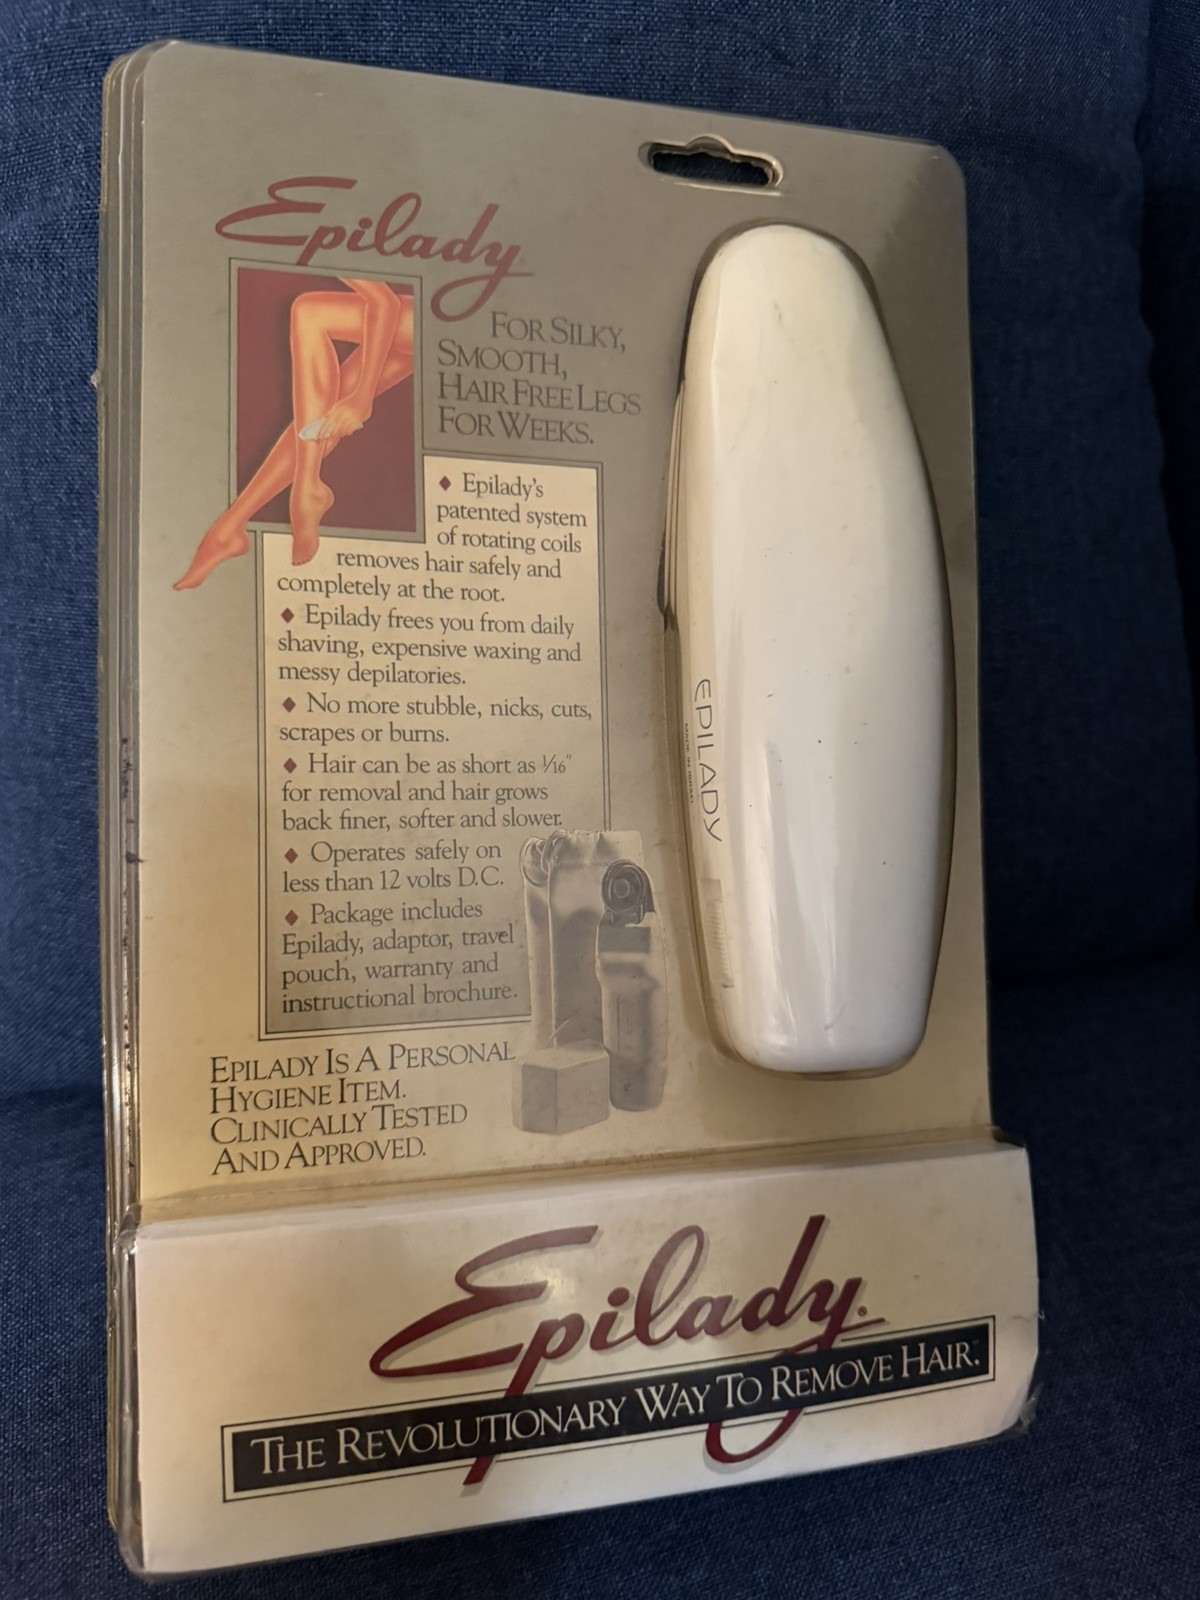 Epilady
FOR SILKY,
SMOOTH,
HAIR FREE LEGS
FOR WEEKS.
♦ Epilady's
patented system
of rotating coils
removes hair safely and
completely at the root.
♦ Epilady frees you from daily
shaving, expensive waxing and
messy depilatories.
♦ No more stubble, nicks, cuts,
scrapes or burns.
♦ Hair can be as short as 1/16"
for removal and hair grows
back finer, softer and slower.
♦ Operates safely on
less than 12 volts D.C.
♦ Package includes
Epilady, adaptor, travel
pouch, warranty and
instructional brochure.
EPILADY IS A PERSONAL
HYGIENE ITEM.
CLINICALLY TESTED
AND APPROVED.
EPILADY
MADE IN ISRAEL
Epilady®
THE REVOLUTIONARY WAY TO REMOVE HAIR.™